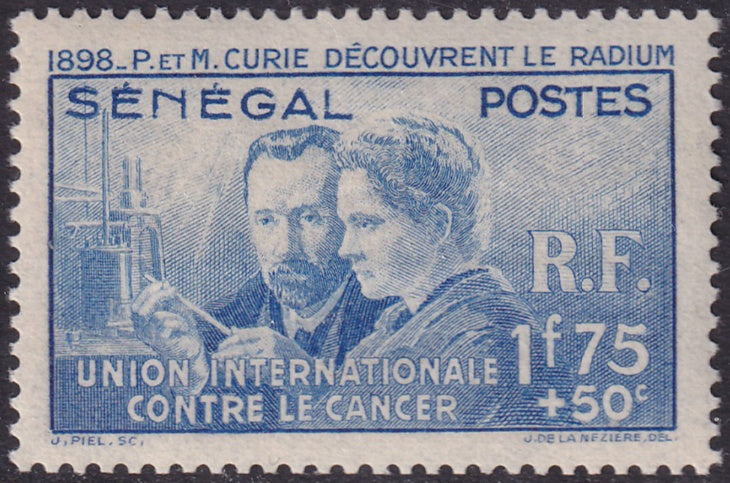 1898_P. ET M. CURIE DÉCOUVRENT LE RADIUM
SÉNÉGAL POSTES
R.F.
1f75
+50c
UNION INTERNATIONALE
CONTRE LE CANCER
J. PIEL. SC. J. DE LA NEZIÈRE, DEL.